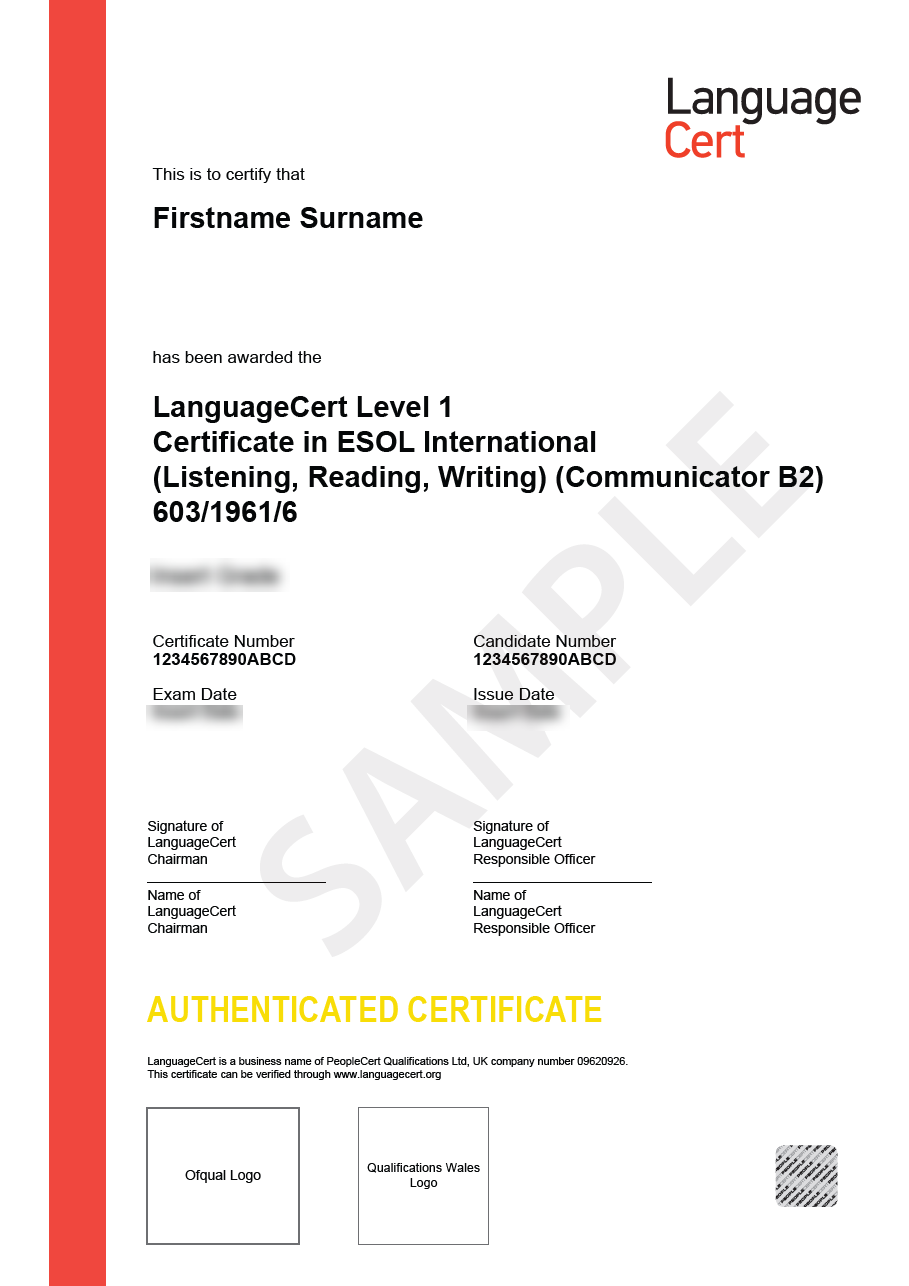 Language
Cert
This is to certify that
Firstname Surname
has been awarded the
LanguageCert Level 1
Certificate in ESOL International
(Listening, Reading, Writing) (Communicator B2)
603/1961/6
Certificate Number
1234567890ABCD
Candidate Number
1234567890ABCD
Exam Date
Issue Date
SAMPLE
Signature of
LanguageCert
Chairman
Signature of
LanguageCert
Responsible Officer
Name of
LanguageCert
Chairman
Name of
LanguageCert
Responsible Officer
AUTHENTICATED CERTIFICATE
LanguageCert is a business name of PeopleCert Qualifications Ltd, UK company number 09620926.
This certificate can be verified through www.languagecert.org
Ofqual Logo
Qualifications Wales
Logo